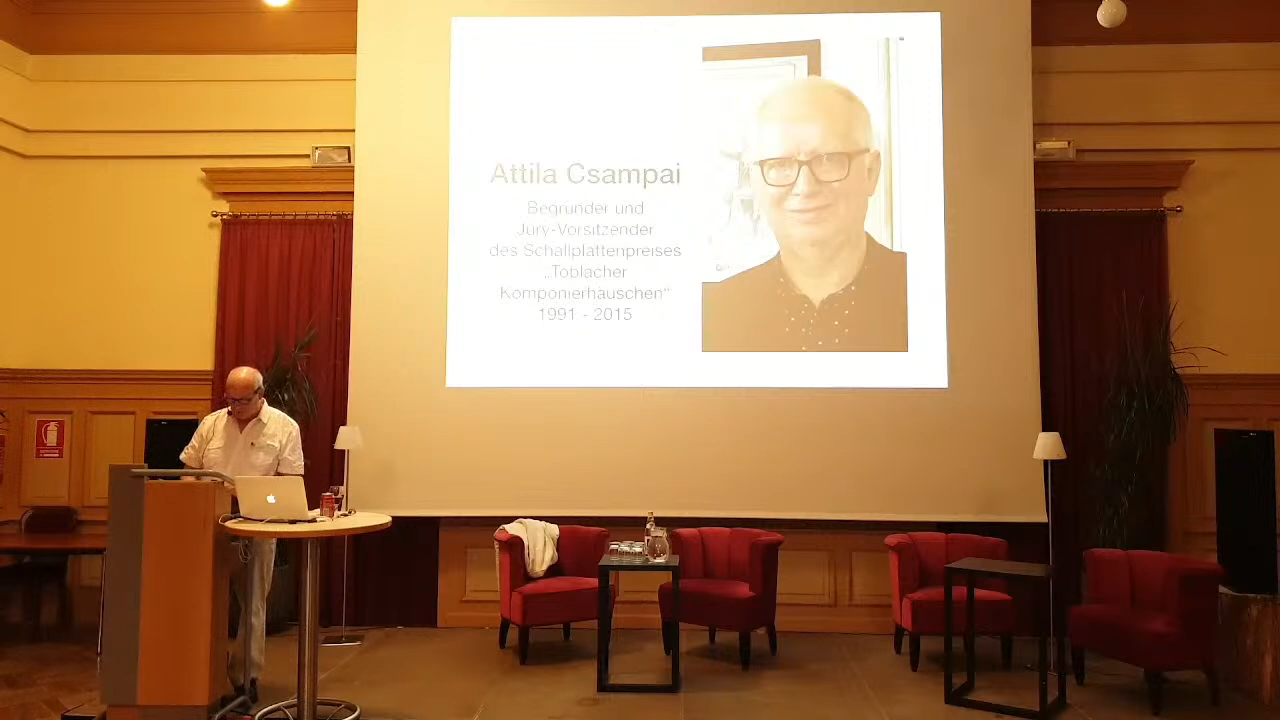 Attila Csampai
Begründer und
Jury-Vorsitzender
des Schallplattenpreises
„Toblacher
Komponierhäuschen“
1991 - 2015